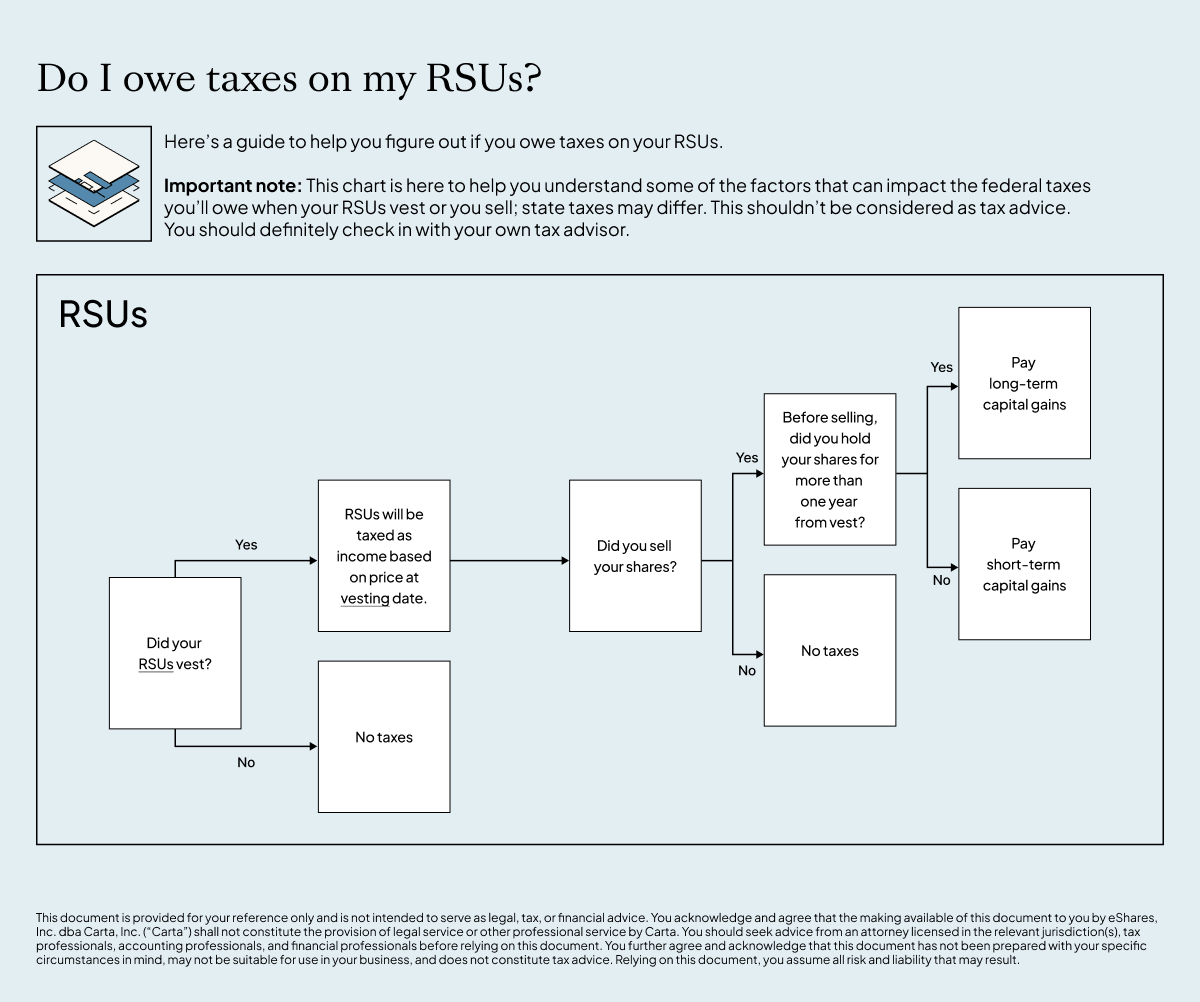 Do I owe taxes on my RSUs?
Here’s a guide to help you figure out if you owe taxes on your RSUs.
Important note: This chart is here to help you understand some of the factors that can impact the federal taxes
you’ll owe when your RSUs vest or you sell; state taxes may differ. This shouldn’t be considered as tax advice.
You should definitely check in with your own tax advisor.
RSUs
Did your
RSUs vest?
Yes
RSUs will be
taxed as
income based
on price at
vesting date.
No
No taxes
Did you sell
your shares?
Yes
Before selling,
did you hold
your shares for
more than
one year
from vest?
No
No taxes
Yes
Pay
long-term
capital gains
No
Pay
short-term
capital gains
This document is provided for your reference only and is not intended to serve as legal, tax, or financial advice. You acknowledge and agree that the making available of this document to you by eShares,
Inc. dba Carta, Inc. (“Carta”) shall not constitute the provision of legal service or other professional service by Carta. You should seek advice from an attorney licensed in the relevant jurisdiction(s), tax
professionals, accounting professionals, and financial professionals before relying on this document. You further agree and acknowledge that this document has not been prepared with your specific
circumstances in mind, may not be suitable for use in your business, and does not constitute tax advice. Relying on this document, you assume all risk and liability that may result.